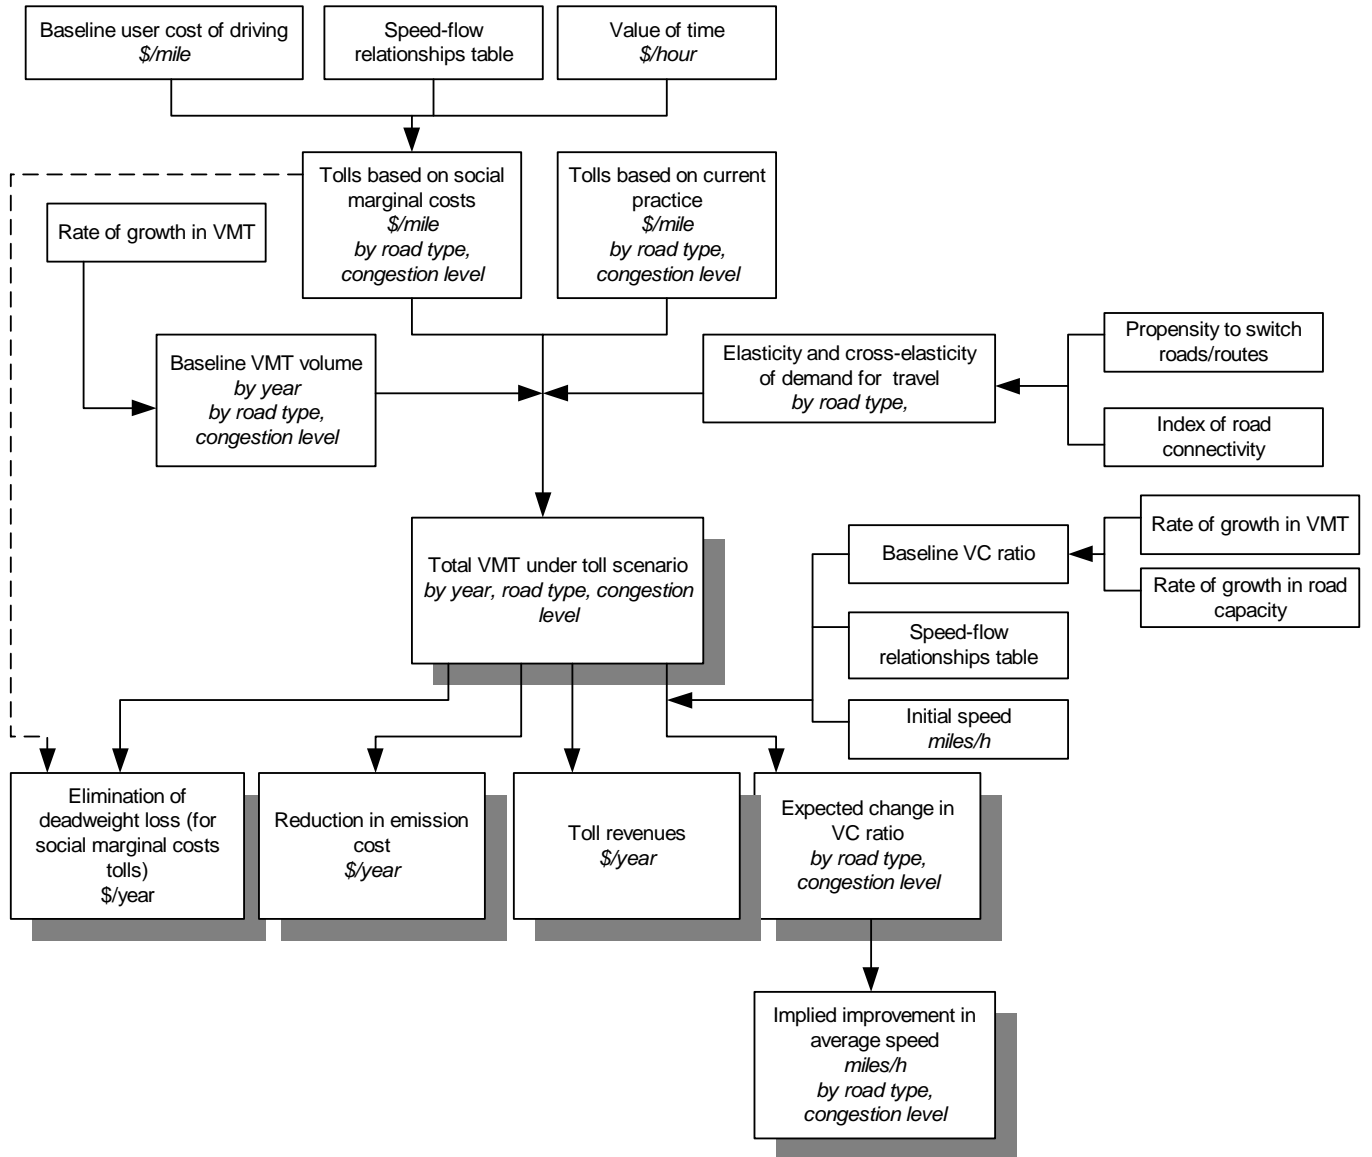 Baseline user cost of driving
$/mile
Speed-flow
relationships table
Value of time
$/hour
Tolls based on social
marginal costs
$/mile
by road type,
congestion level
Tolls based on current
practice
$/mile
by road type,
congestion level
Rate of growth in VMT
Baseline VMT volume
by year
by road type,
congestion level
Elasticity and cross-elasticity
of demand for travel
by road type,
Propensity to switch
roads/routes
Index of road
connectivity
Total VMT under toll scenario
by year, road type, congestion
level
Baseline VC ratio
Rate of growth in VMT
Rate of growth in road
capacity
Speed-flow
relationships table
Initial speed
miles/h
Elimination of
deadweight loss (for
social marginal costs
tolls)
$/year
Reduction in emission
cost
$/year
Toll revenues
$/year
Expected change in
VC ratio
by road type,
congestion level
Implied improvement in
average speed
miles/h
by road type,
congestion level